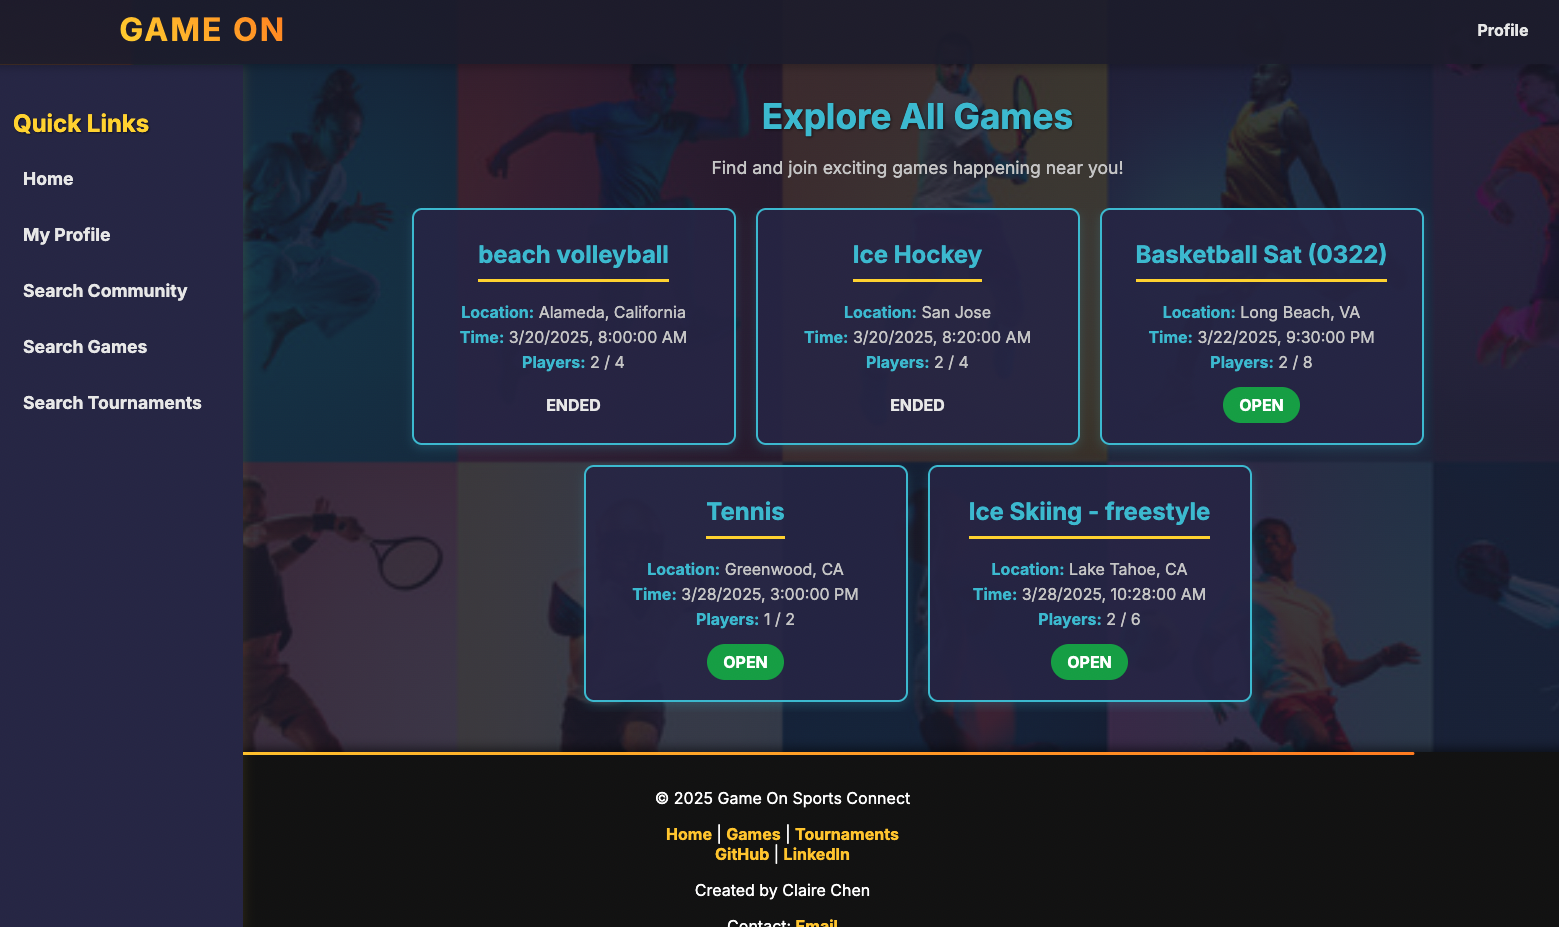 GAME ON
Profile
Quick Links
Home
My Profile
Search Community
Search Games
Search Tournaments
Explore All Games
Find and join exciting games happening near you!
beach volleyball
Location: Alameda, California
Time: 3/20/2025, 8:00:00 AM
Players: 2 / 4
ENDED
Ice Hockey
Location: San Jose
Time: 3/20/2025, 8:20:00 AM
Players: 2 / 4
ENDED
Basketball Sat (0322)
Location: Long Beach, VA
Time: 3/22/2025, 9:30:00 PM
Players: 2 / 8
OPEN
Tennis
Location: Greenwood, CA
Time: 3/28/2025, 3:00:00 PM
Players: 1 / 2
OPEN
Ice Skiing - freestyle
Location: Lake Tahoe, CA
Time: 3/28/2025, 10:28:00 AM
Players: 2 / 6
OPEN
© 2025 Game On Sports Connect
Home | Games | Tournaments
GitHub | LinkedIn
Created by Claire Chen
Contact: Email